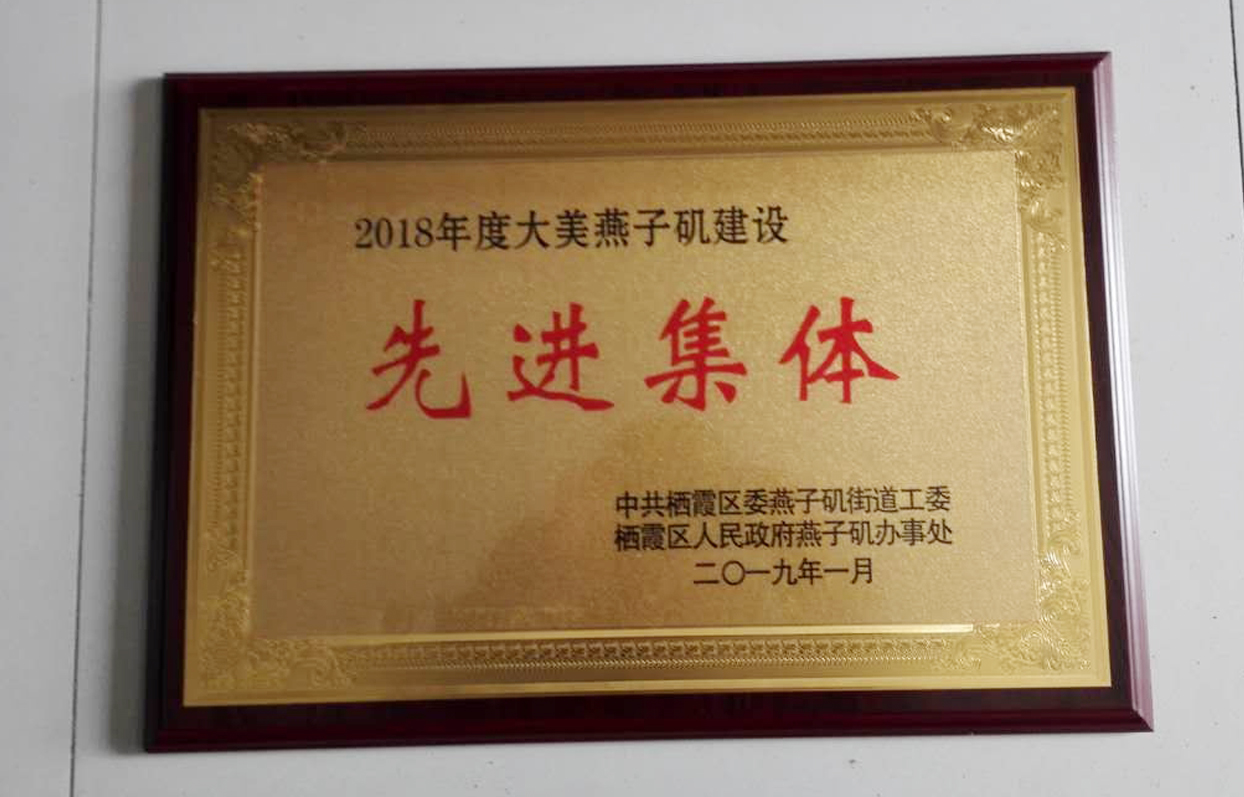 2018年度大美燕子矶建设
先进集体
中共栖霞区委燕子矶街道工委
栖霞区人民政府燕子矶办事处
二〇一九年一月